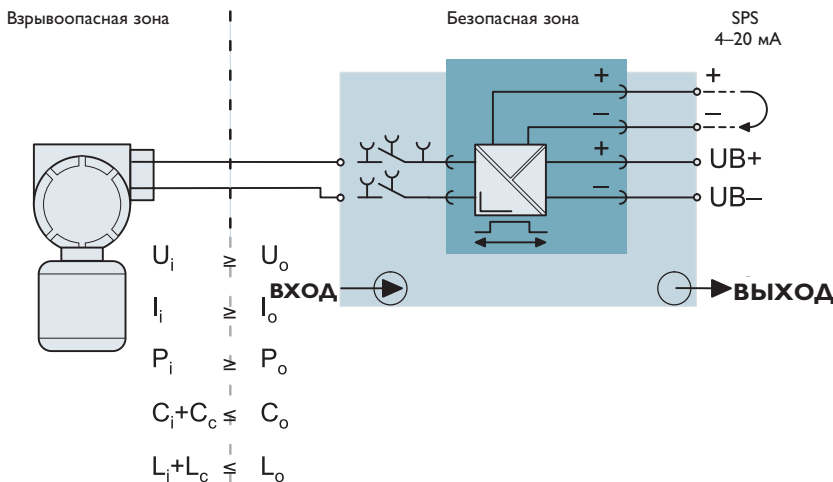 Взрывоопасная зона
Безопасная зона
SPS
4–20 мА
+ +
– –
+ UB+
– UB–
Ui ≥ Uo
ВХОД
ВЫХОД
Ii ≥ Io
Pi ≥ Po
Ci+Cc ≤ Co
Li+Lc ≤ Lo